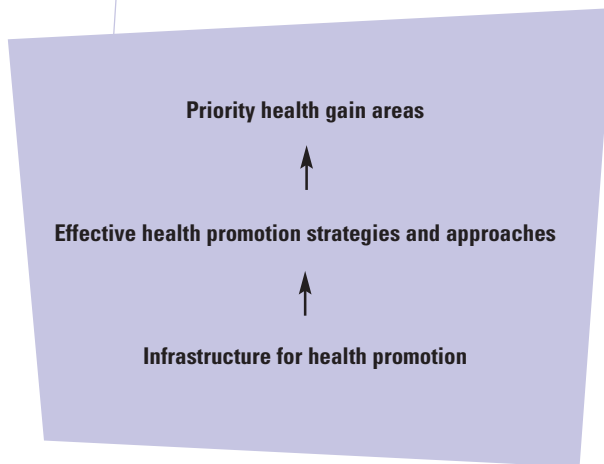 Priority health gain areas
Effective health promotion strategies and approaches
Infrastructure for health promotion